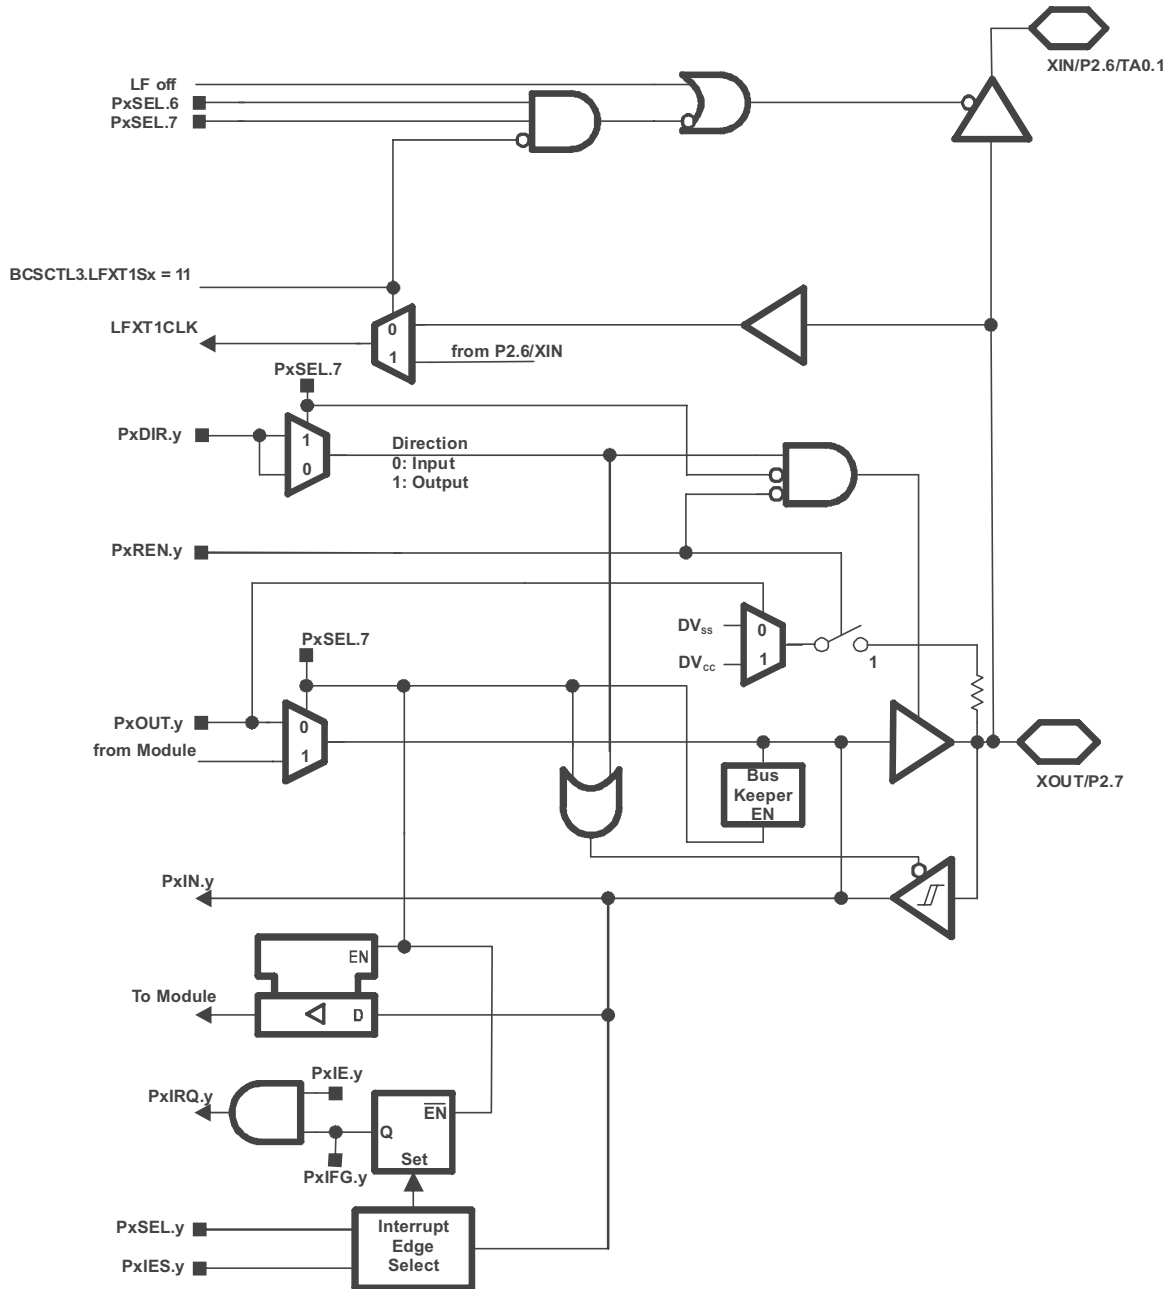 XIN/P2.6/TA0.1
LF off
PxSEL.6
PxSEL.7
BCSCTL3.LFXT1Sx = 11
LFXT1CLK
0
1
from P2.6/XIN
PxSEL.7
PxDIR.y
1
0
Direction
0: Input
1: Output
PxREN.y
DVss
0
DVcc
1
1
PxSEL.7
PxOUT.y
0
from Module
1
Bus
Keeper
EN
XOUT/P2.7
PxIN.y
EN
To Module
D
PxIE.y
PxIRQ.y
EN
Q
Set
PxIFG.y
PxSEL.y
PxIES.y
Interrupt
Edge
Select